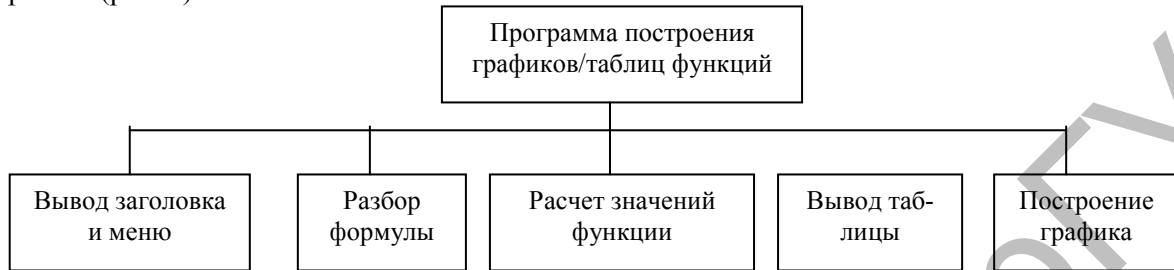 Программа построения
графиков/таблиц функций
Вывод заголовка
и меню
Разбор
формулы
Расчет значений
функции
Вывод таб-
лицы
Построение
графика